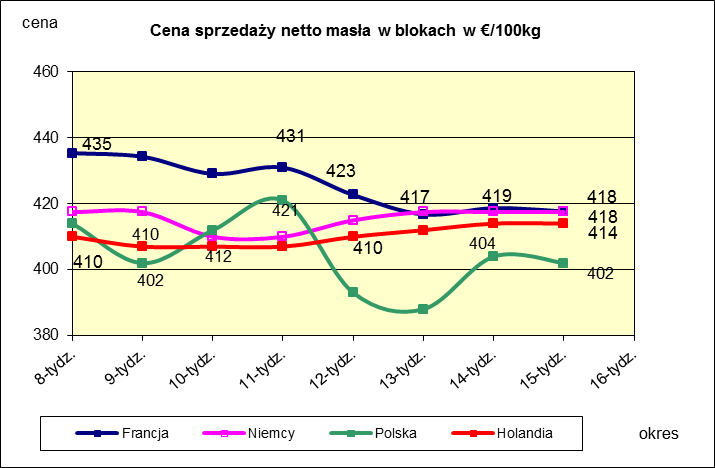 cena
Cena sprzedaży netto masła w blokach w €/100kg
460
440
420
400
380
435
431
423
417
419
418
418
414
410
410
402
412
421
410
404
402
8-tydz.
9-tydz.
10-tydz.
11-tydz.
12-tydz.
13-tydz.
14-tydz.
15-tydz.
16-tydz.
Francja Niemcy Polska Holandia
okres